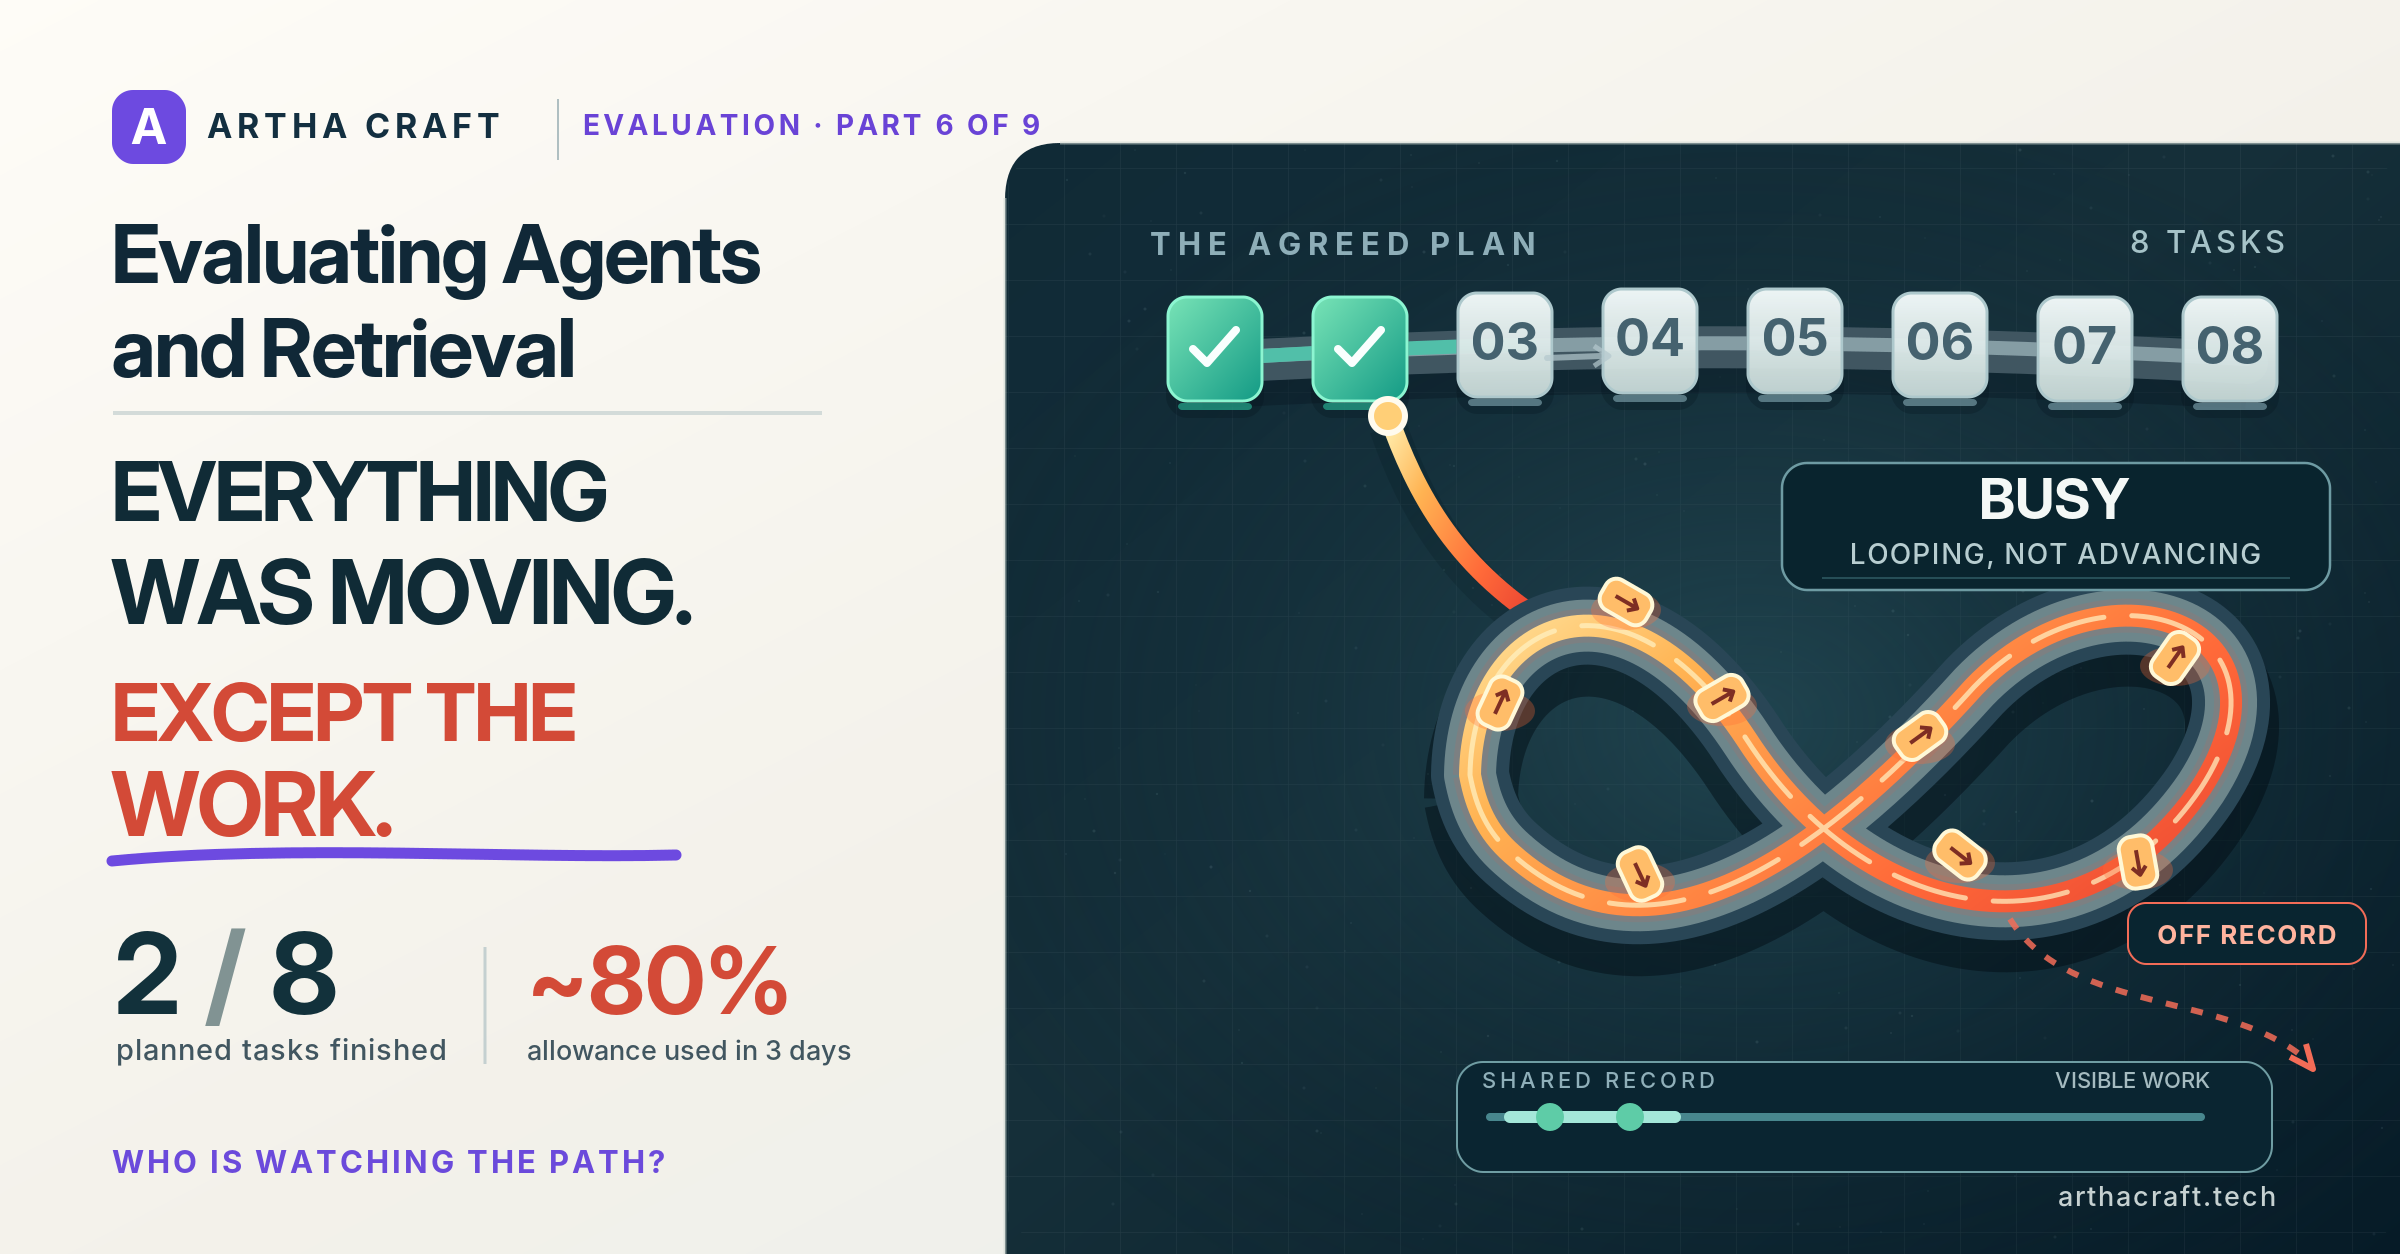 A ARTHA CRAFT
EVALUATION · PART 6 OF 9
Evaluating Agents
and Retrieval
EVERYTHING
WAS MOVING.
EXCEPT THE
WORK.
2 / 8
planned tasks finished
~80%
allowance used in 3 days
WHO IS WATCHING THE PATH?
THE AGREED PLAN
8 TASKS
03 04 05 06 07 08
BUSY
LOOPING, NOT ADVANCING
OFF RECORD
SHARED RECORD
VISIBLE WORK
arthacraft.tech